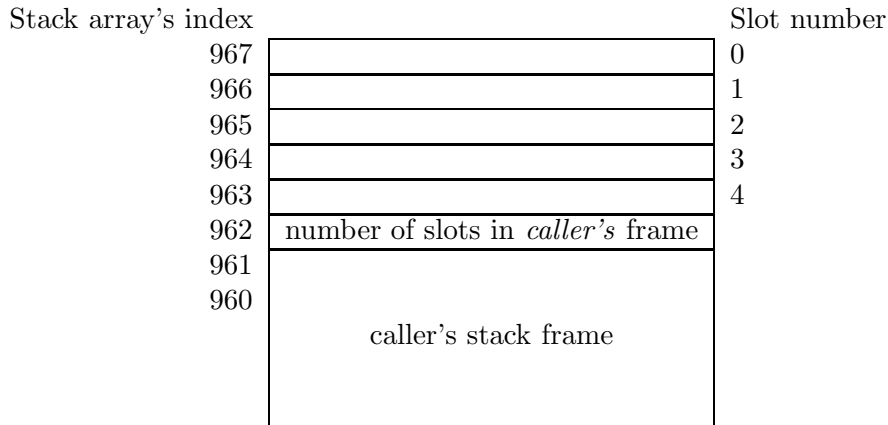 Stack array's index Slot number
967 0
966 1
965 2
964 3
963 4
962 number of slots in caller's frame
961
960
caller's stack frame